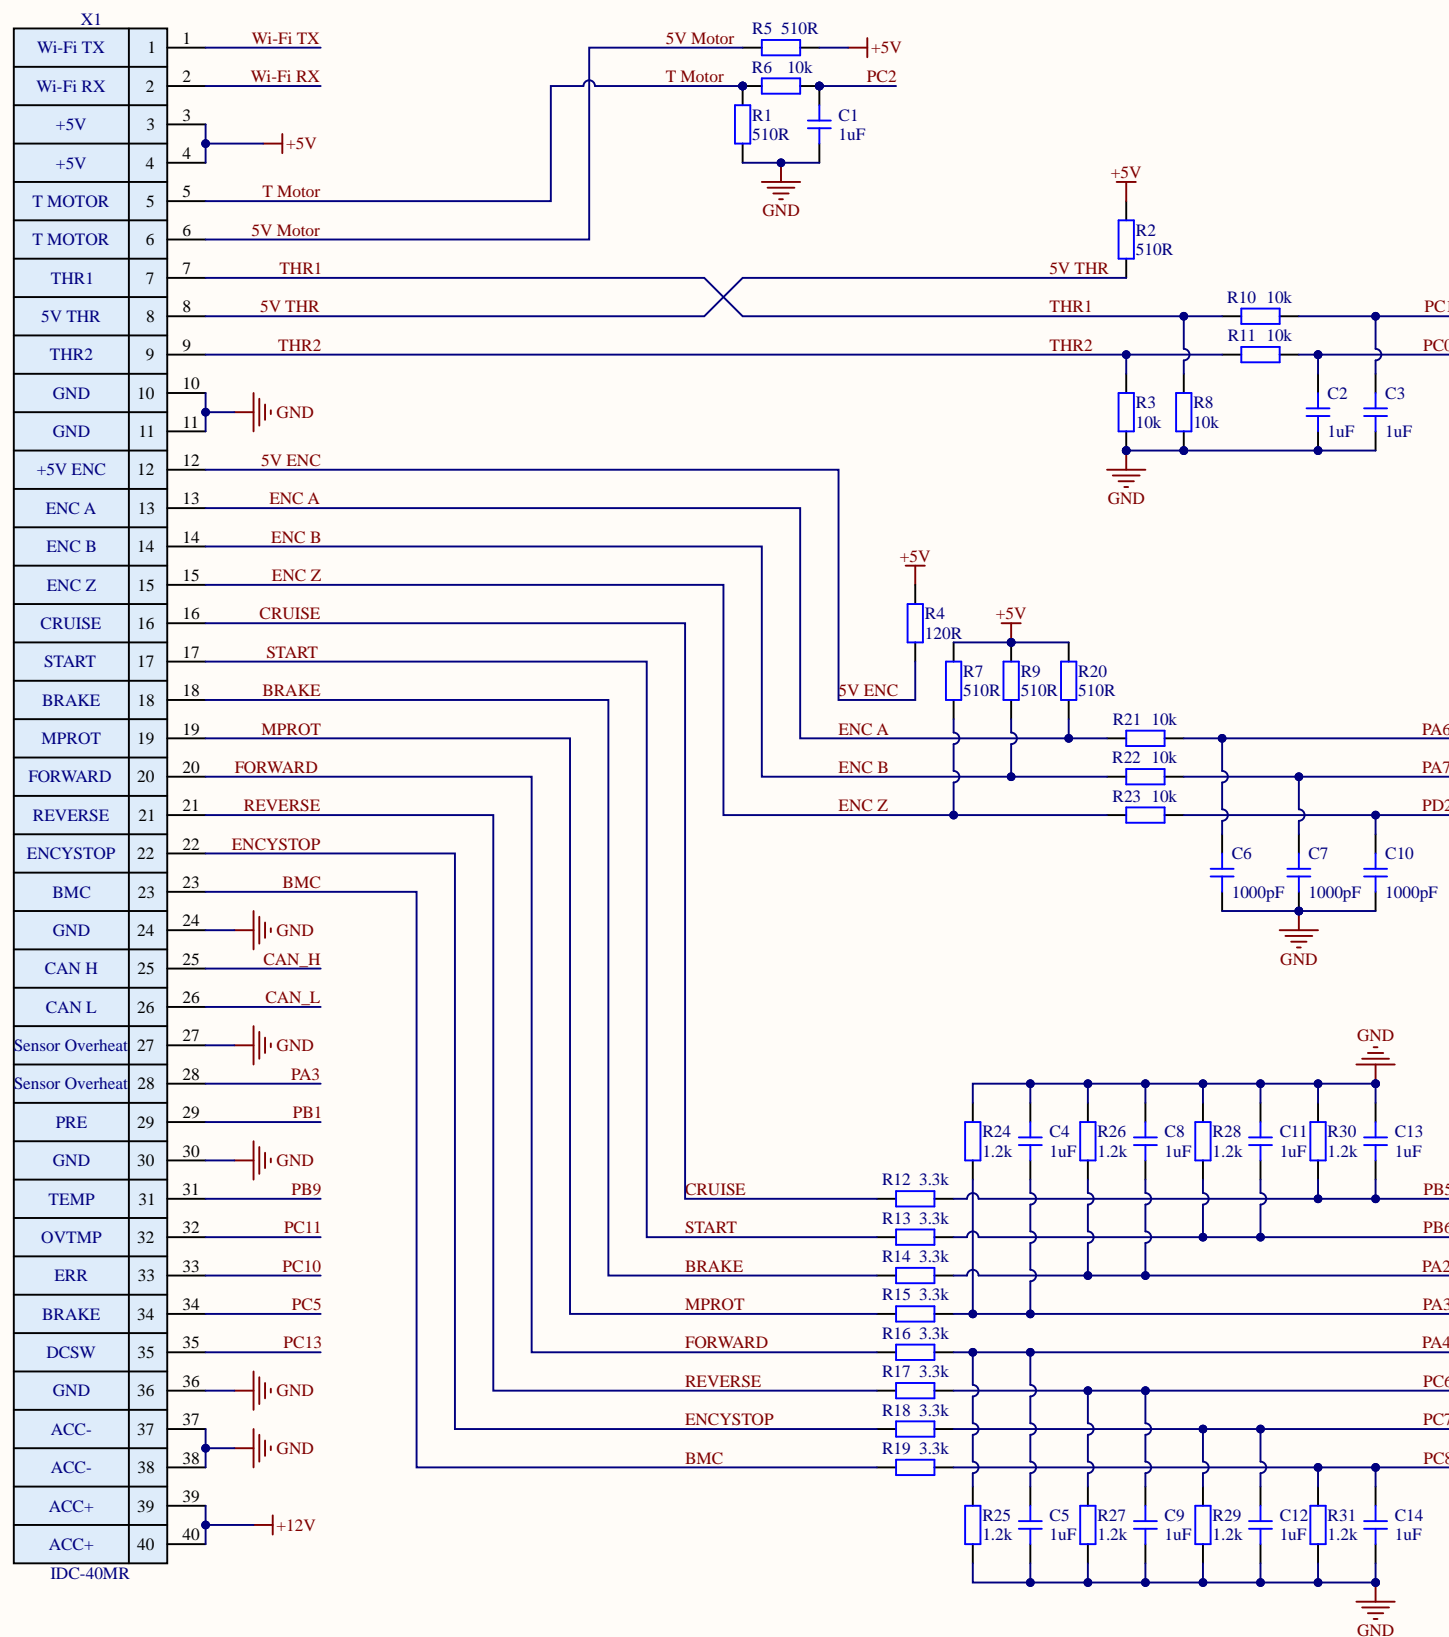 X1
Wi-Fi TX 1 1 Wi-Fi TX
Wi-Fi RX 2 2 Wi-Fi RX
+5V 3 3
+5V
+5V 4 4
T MOTOR 5 5 T Motor
T MOTOR 6 6 5V Motor
THR1 7 7 THR1
5V THR 8 8 5V THR
THR2 9 9 THR2
GND 10 10
GND
GND 11 11
+5V ENC 12 12 5V ENC
ENC A 13 13 ENC A
ENC B 14 14 ENC B
ENC Z 15 15 ENC Z
CRUISE 16 16 CRUISE
START 17 17 START
BRAKE 18 18 BRAKE
MPROT 19 19 MPROT
FORWARD 20 20 FORWARD
REVERSE 21 21 REVERSE
ENCYSTOP 22 22 ENCYSTOP
BMC 23 23 BMC
GND 24 24 GND
CAN H 25 25 CAN_H
CAN L 26 26 CAN_L
Sensor Overheat 27 27 GND
Sensor Overheat 28 28 PA3
PRE 29 29 PB1
GND 30 30 GND
TEMP 31 31 PB9
OVTMP 32 32 PC11
ERR 33 33 PC10
BRAKE 34 34 PC5
DCSW 35 35 PC13
GND 36 36 GND
ACC- 37 37
GND
ACC- 38 38
ACC+ 39 39
+12V
ACC+ 40 40
IDC-40MR
R5 510R
5V Motor +5V
R6 10k
T Motor PC2
R1 C1
510R 1uF
GND
+5V
R2
510R
5V THR
R10 10k
THR1 PC1
R11 10k
THR2 PC0
R3 R8 C2 C3
10k 10k 1uF 1uF
GND
+5V
R4
120R
+5V
R7 R9 R20
510R 510R 510R
5V ENC
R21 10k
ENC A PA6
R22 10k
ENC B PA7
R23 10k
ENC Z PD2
C6 C7 C10
1000pF 1000pF 1000pF
GND
GND
R24 C4 R26 C8 R28 C11 R30 C13
1.2k 1uF 1.2k 1uF 1.2k 1uF 1.2k 1uF
R12 3.3k
CRUISE PB5
R13 3.3k
START PB6
R14 3.3k
BRAKE PA2
R15 3.3k
MPROT PA3
R16 3.3k
FORWARD PA4
R17 3.3k
REVERSE PC6
R18 3.3k
ENCYSTOP PC7
R19 3.3k
BMC PC8
R25 C5 R27 C9 R29 C12 R31 C14
1.2k 1uF 1.2k 1uF 1.2k 1uF 1.2k 1uF
GND